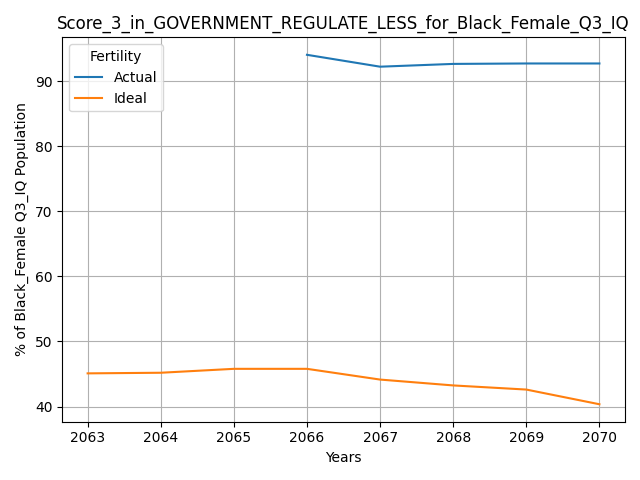 Score_3_in_GOVERNMENT_REGULATE_LESS_for_Black_Female_Q3_IQ
Fertility
Actual
Ideal
% of Black_Female Q3_IQ Population
90
80
70
60
50
40
2063 2064 2065 2066 2067 2068 2069 2070
Years